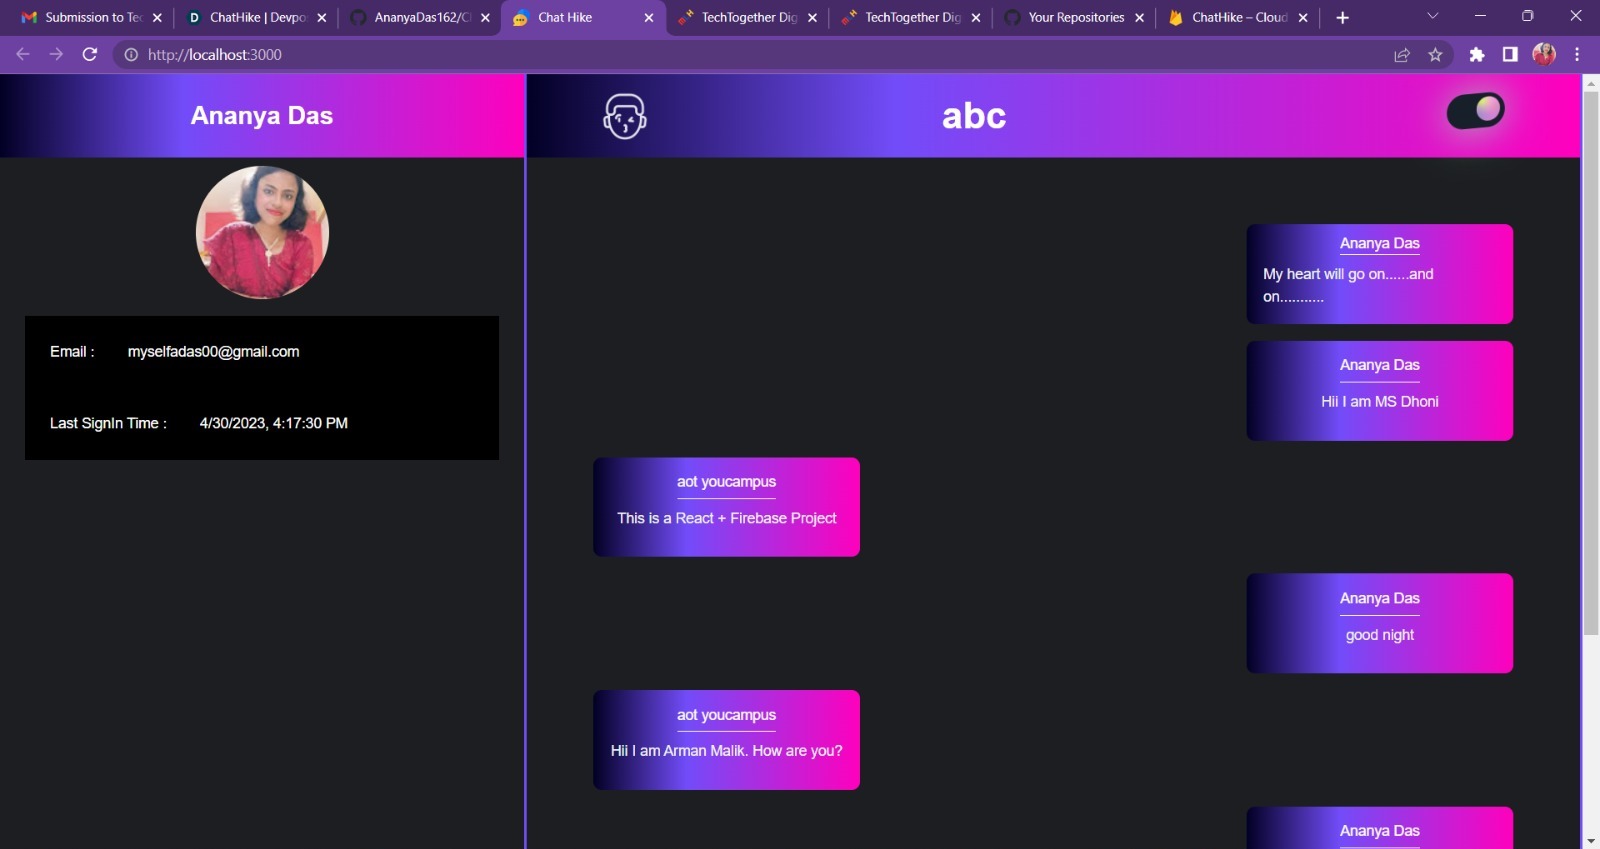 Submission to Tec
ChatHike | Devpo
AnanyaDas162/C
Chat Hike
TechTogether Dig
TechTogether Dig
Your Repositories
ChatHike – Cloud
http://localhost:3000
Ananya Das
abc
Email : myselfadas00@gmail.com
Last SignIn Time : 4/30/2023, 4:17:30 PM
Ananya Das
My heart will go on......and
on...........
Ananya Das
Hii I am MS Dhoni
aot youcampus
This is a React + Firebase Project
Ananya Das
good night
aot youcampus
Hii I am Arman Malik. How are you?
Ananya Das